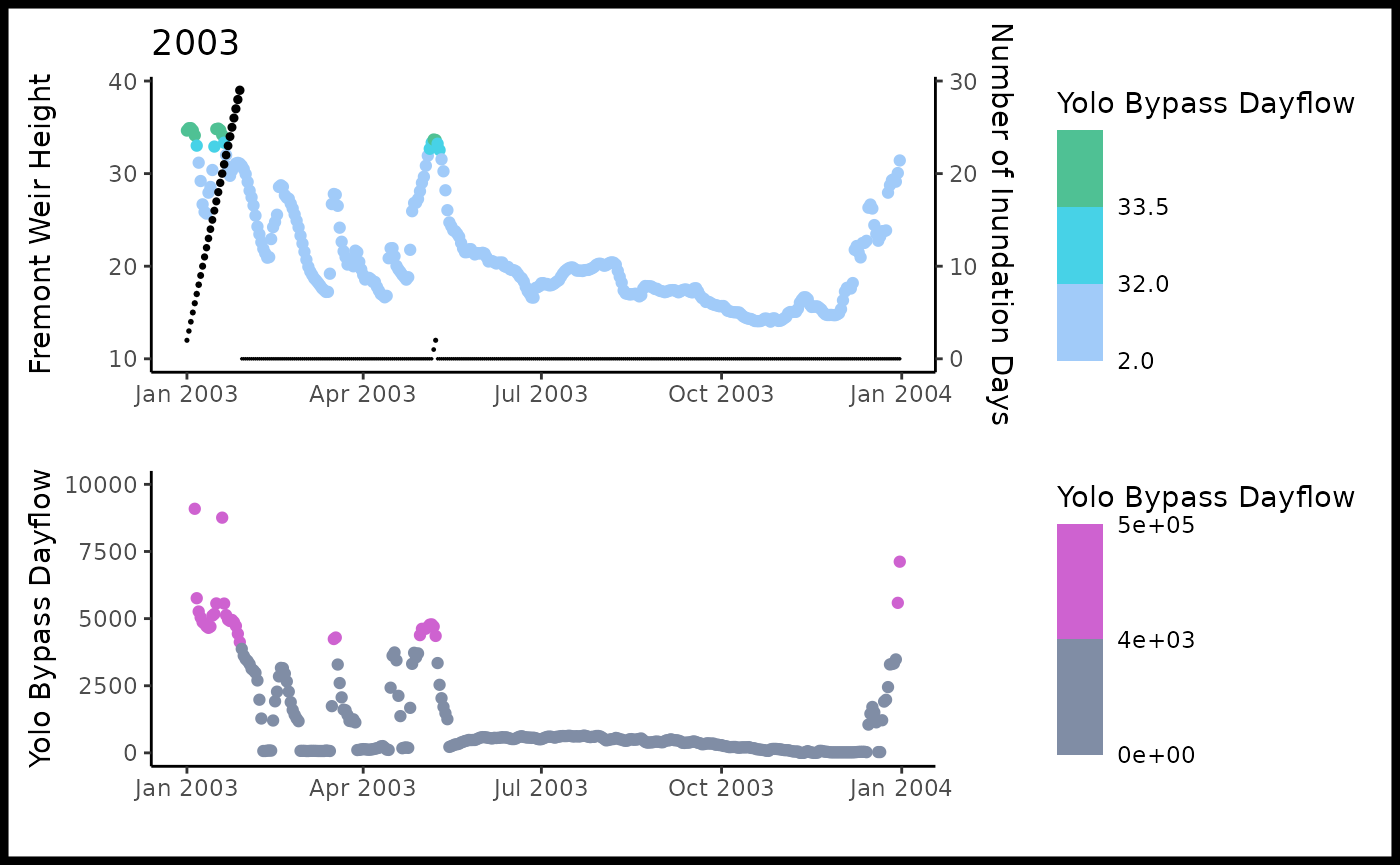 2003
Fremont Weir Height
40
30
20
10
30
20
10
0
Number of Inundation Days
Jan 2003
Apr 2003
Jul 2003
Oct 2003
Jan 2004
Yolo Bypass Dayflow
33.5
32.0
2.0
Yolo Bypass Dayflow
10000
7500
5000
2500
0
Jan 2003
Apr 2003
Jul 2003
Oct 2003
Jan 2004
Yolo Bypass Dayflow
5e+05
4e+03
0e+00